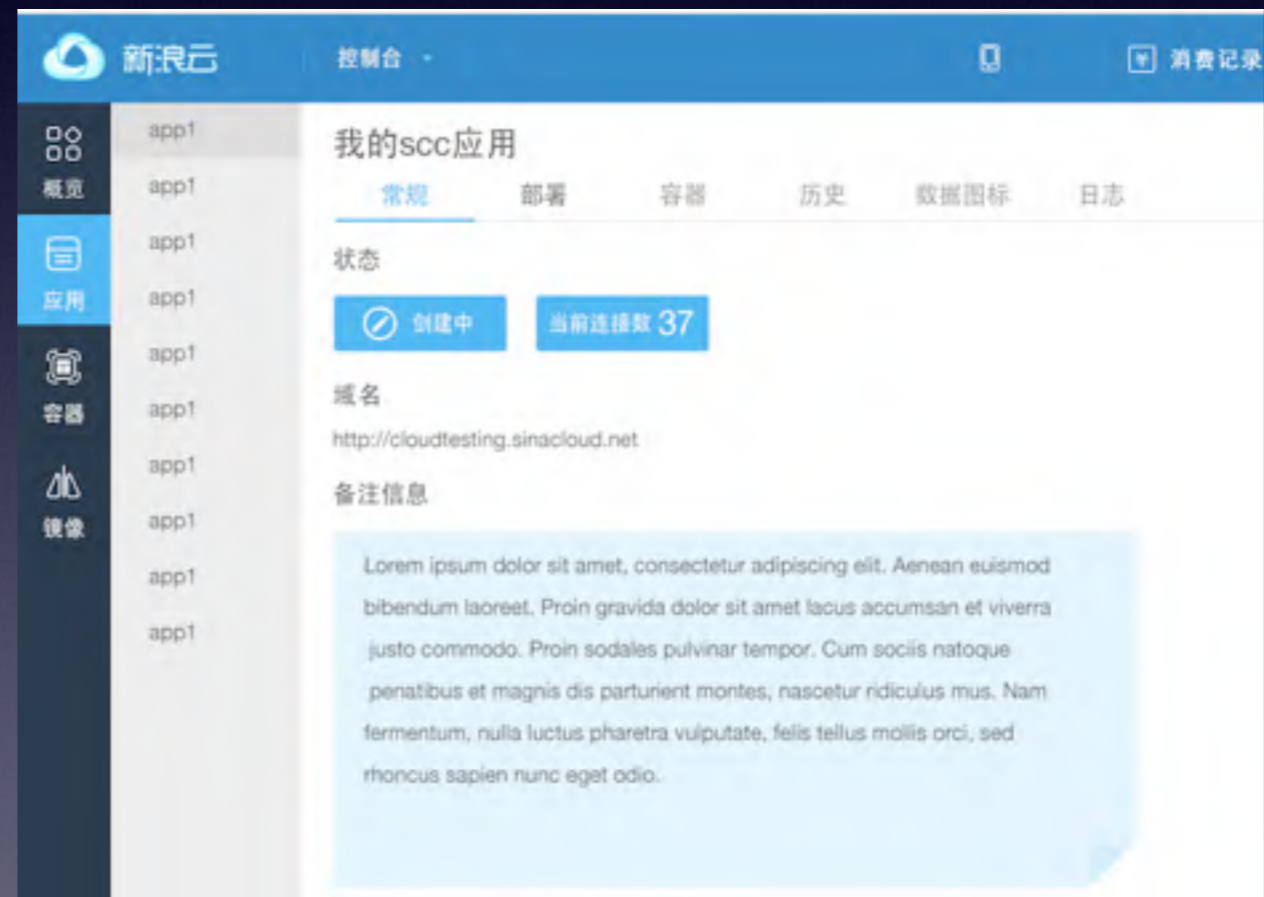 新浪云
控制台
消费记录
概览
应用
容器
镜像
app1
app1
app1
app1
app1
app1
app1
app1
app1
app1
我的scc应用
常规 部署 容器 历史 数据图标 日志
状态
创建中 当前连接数 37
域名
http://cloudtesting.sinacloud.net
备注信息
Lorem ipsum dolor sit amet, consectetur adipiscing elit. Aenean euismod
bibendum laoreet. Proin gravida dolor sit amet lacus accumsan et viverra
justo commodo. Proin sodales pulvinar tempor. Cum sociis natoque
penatibus et magnis dis parturient montes, nascetur ridiculus mus. Nam
fermentum, nulla luctus pharetra vulputate, felis tellus mollis orci, sed
rhoncus sapien nunc eget odio.